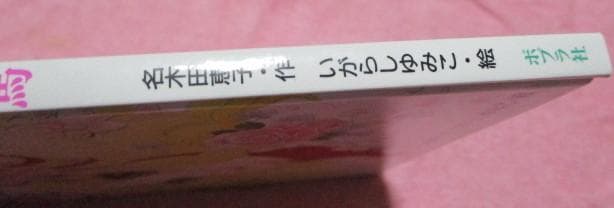 名木田恵子・作 いがらしゆみこ・絵 ポプラ社